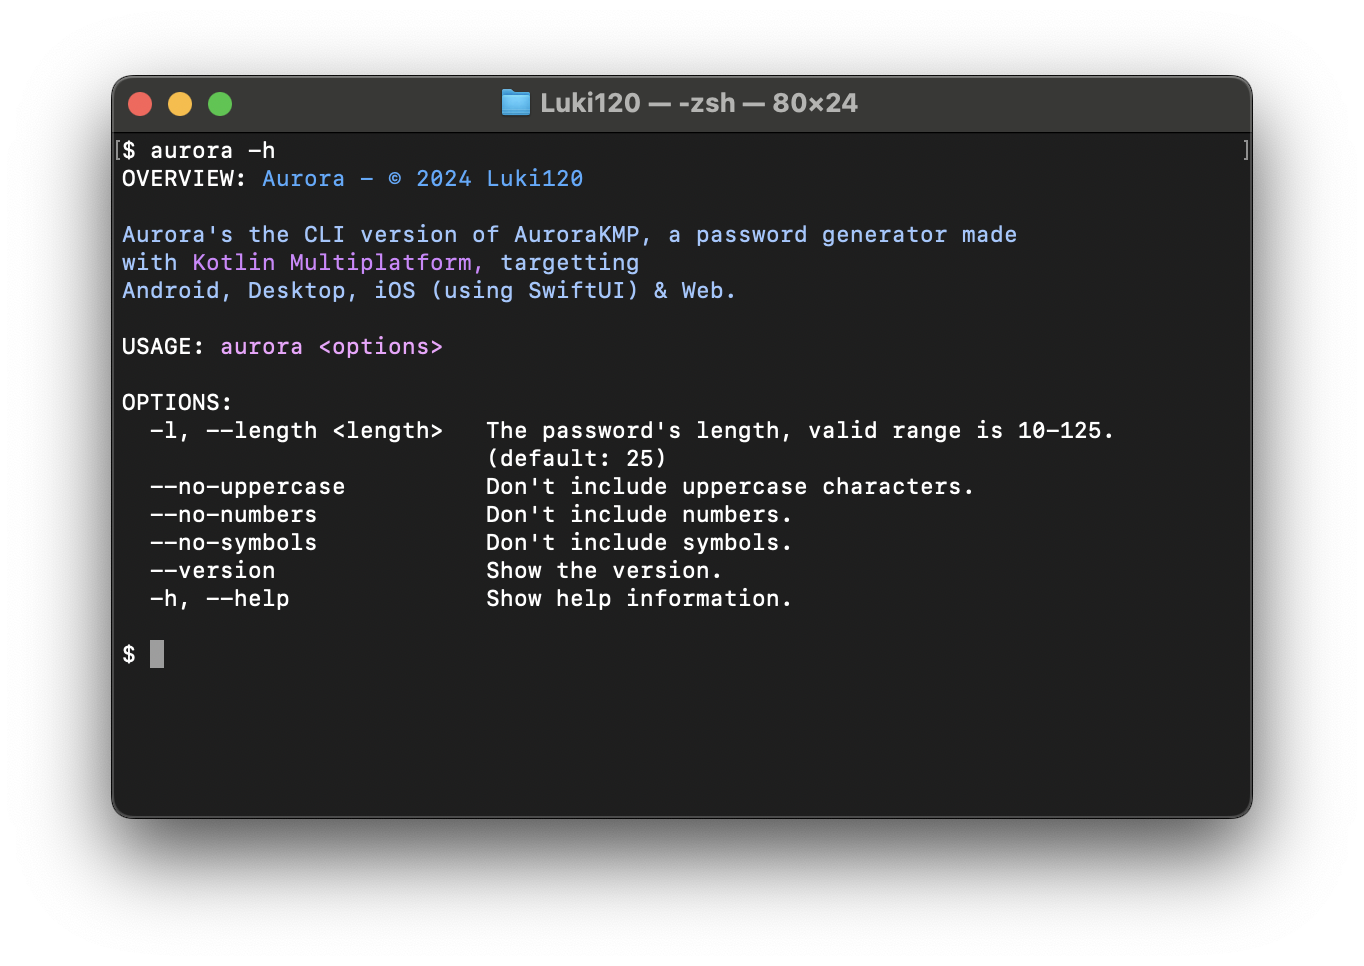 Luki120 — -zsh — 80×24
[$ aurora -h ]
OVERVIEW: Aurora - © 2024 Luki120
Aurora's the CLI version of AuroraKMP, a password generator made
with Kotlin Multiplatform, targetting
Android, Desktop, iOS (using SwiftUI) & Web.
USAGE: aurora <options>
OPTIONS:
-l, --length <length> The password's length, valid range is 10-125.
(default: 25)
--no-uppercase Don't include uppercase characters.
--no-numbers Don't include numbers.
--no-symbols Don't include symbols.
--version Show the version.
-h, --help Show help information.
$